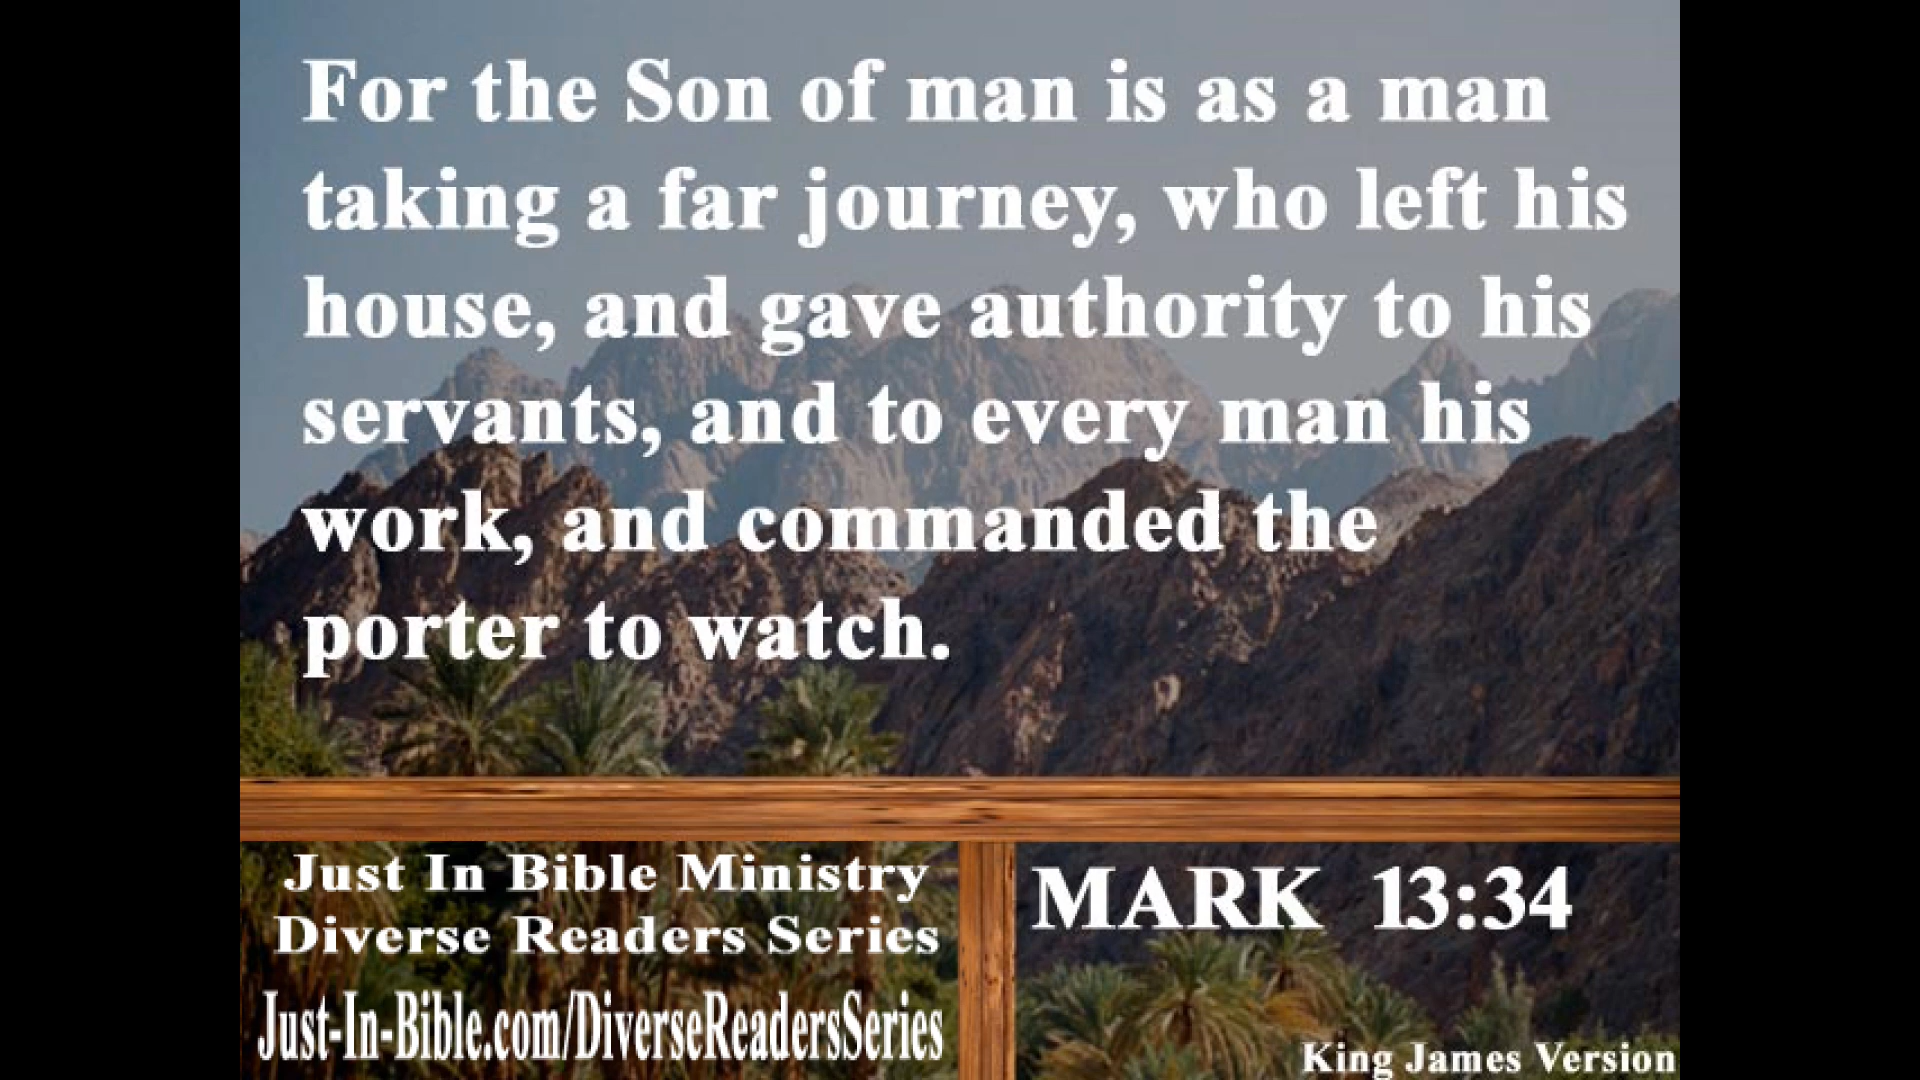 For the Son of man is as a man
taking a far journey, who left his
house, and gave authority to his
servants, and to every man his
work, and commanded the
porter to watch.
Just In Bible Ministry
Diverse Readers Series
Just-In-Bible.com/DiverseReadersSeries
MARK 13:34
King James Version